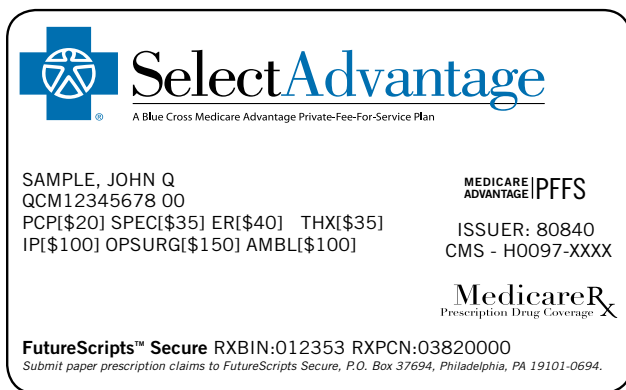 SelectAdvantage
®
A Blue Cross Medicare Advantage Private-Fee-For-Service Plan
SAMPLE, JOHN Q
QCM12345678 00
PCP[$20] SPEC[$35] ER[$40] THX[$35]
IP[$100] OPSURG[$150] AMBL[$100]
MEDICARE ADVANTAGE | PFFS
ISSUER: 80840
CMS - H0097-XXXX
MedicareRx
Prescription Drug Coverage
FutureScripts™ Secure RXBIN:012353 RXPCN:03820000
Submit paper prescription claims to FutureScripts Secure, P.O. Box 37694, Philadelphia, PA 19101-0694.